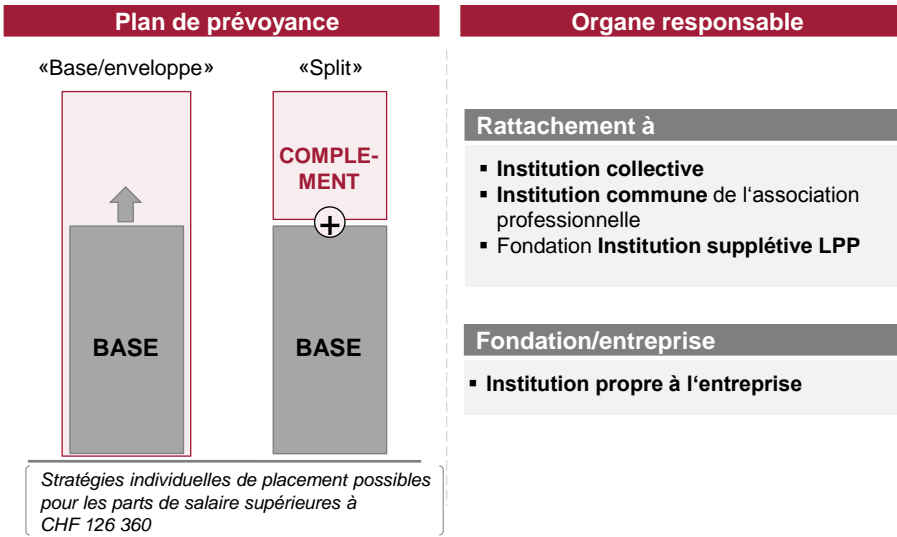 Plan de prévoyance
«Base/enveloppe»
«Split»
COMPLE-
MENT
+
BASE
BASE
Stratégies individuelles de placement possibles
pour les parts de salaire supérieures à
CHF 126 360
Organe responsable
Rattachement à
▪ Institution collective
▪ Institution commune de l‘association
professionnelle
▪ Fondation Institution supplétive LPP
Fondation/entreprise
▪ Institution propre à l‘entreprise